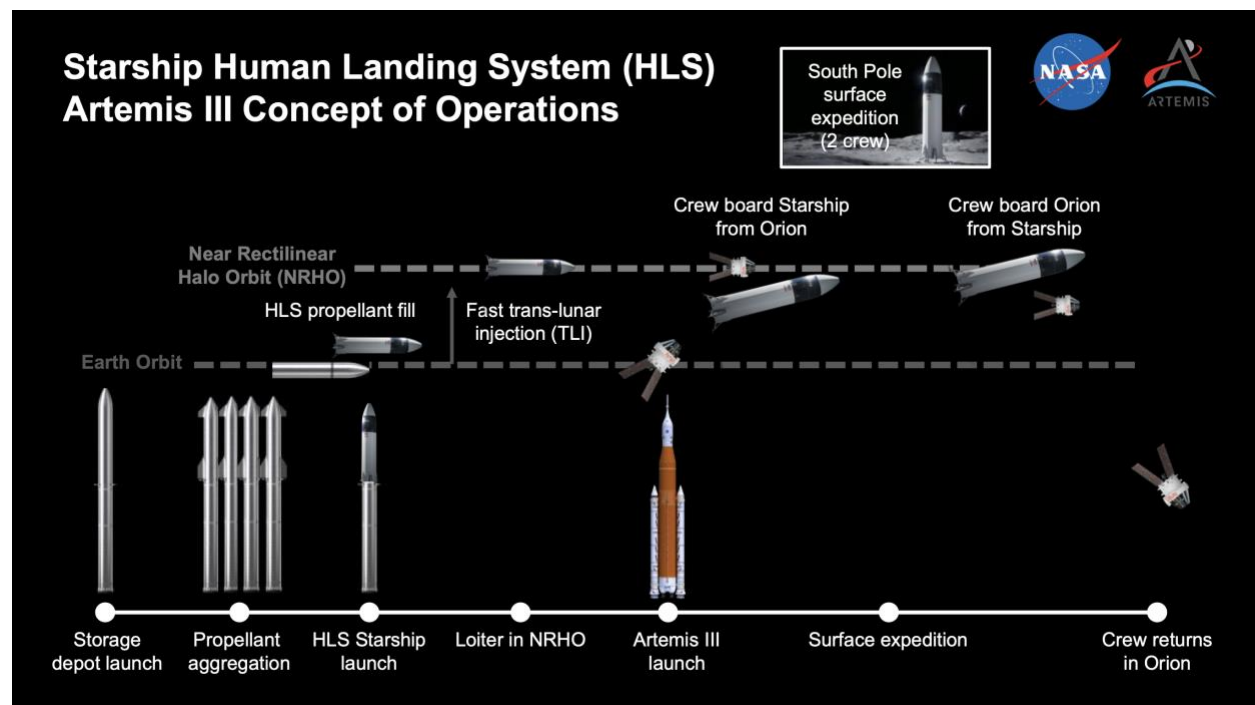 Starship Human Landing System (HLS)
Artemis III Concept of Operations
South Pole
surface
expedition
(2 crew)
NASA
ARTEMIS
Crew board Starship
from Orion
Crew board Orion
from Starship
Near Rectilinear
Halo Orbit (NRHO)
HLS propellant fill
Fast trans-lunar
injection (TLI)
Earth Orbit
Storage
depot launch
Propellant
aggregation
HLS Starship
launch
Loiter in NRHO
Artemis III
launch
Surface expedition
Crew returns
in Orion